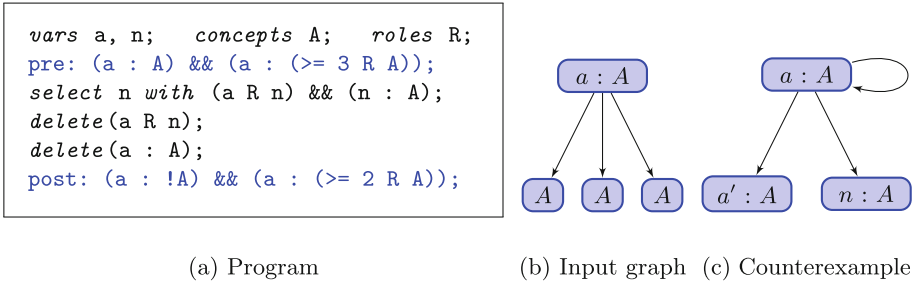 vars a, n; concepts A; roles R;
pre: (a : A) && (a : (>= 3 R A));
select n with (a R n) && (n : A);
delete(a R n);
delete(a : A);
post: (a : !A) && (a : (>= 2 R A));
(a) Program
a : A
A A A
(b) Input graph
a : A
a′ : A n : A
(c) Counterexample